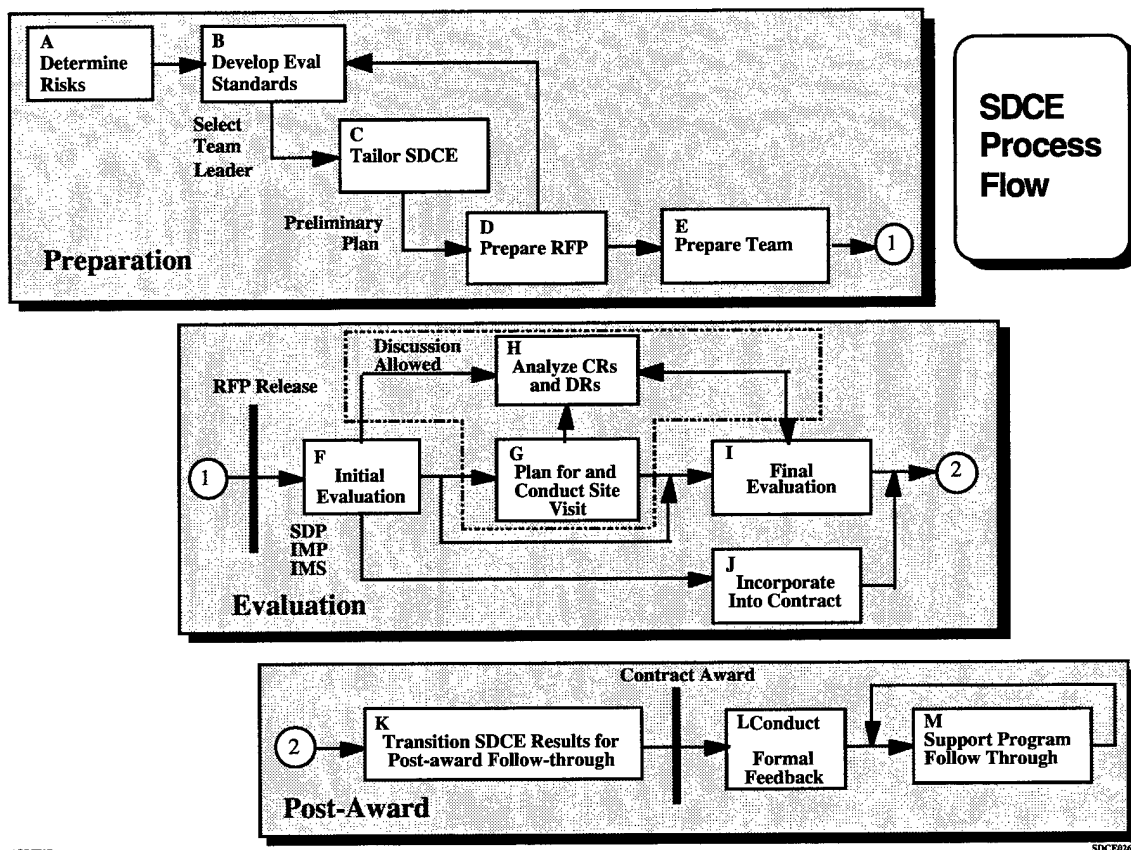 A
Determine
Risks
B
Develop Eval
Standards
Select
Team
Leader
C
Tailor SDCE
Preliminary
Plan
D
Prepare RFP
E
Prepare Team
1
Preparation
SDCE
Process
Flow
RFP Release
Discussion
Allowed
H
Analyze CRs
and DRs
1
F
Initial
Evaluation
G
Plan for and
Conduct Site
Visit
I
Final
Evaluation
2
SDP
IMP
IMS
J
Incorporate
Into Contract
Evaluation
Contract Award
2
K
Transition SDCE Results for
Post-award Follow-through
LConduct
Formal
Feedback
M
Support Program
Follow Through
Post-Award
SDCE026